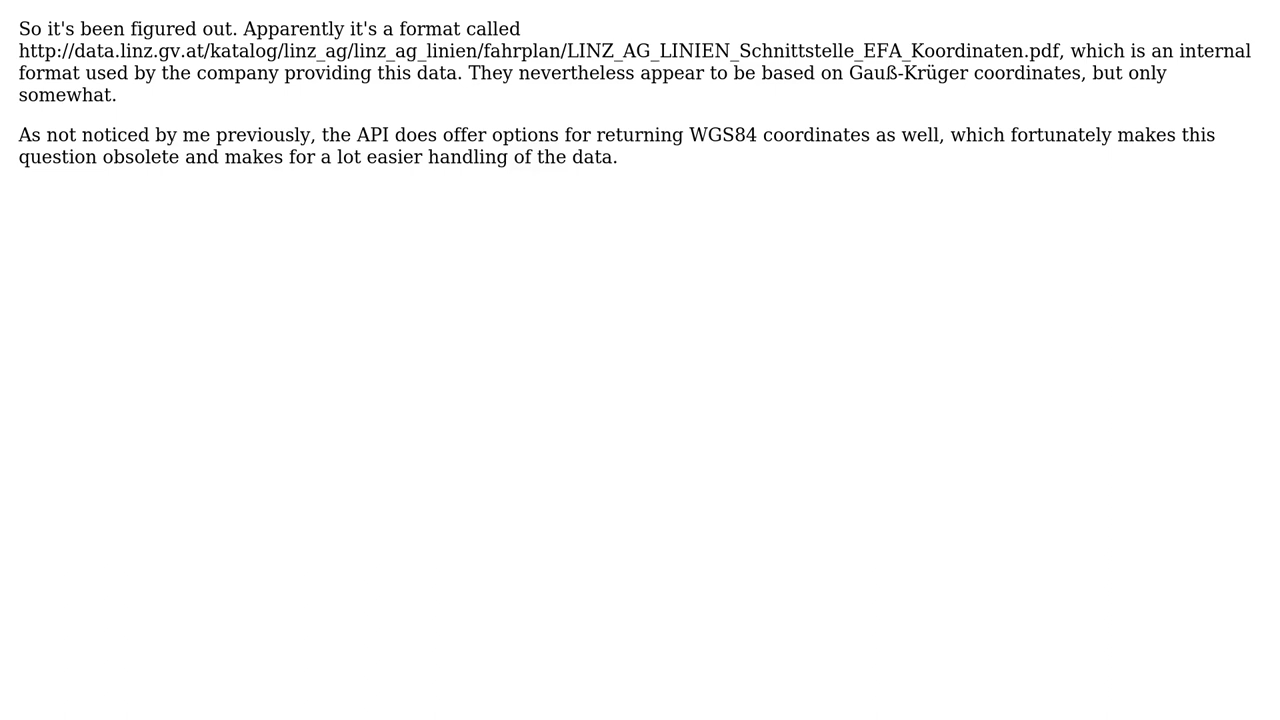 So it's been figured out. Apparently it's a format called
http://data.linz.gv.at/katalog/linz_ag/linz_ag_linien/fahrplan/LINZ_AG_LINIEN_Schnittstelle_EFA_Koordinaten.pdf, which is an internal
format used by the company providing this data. They nevertheless appear to be based on Gauß-Krüger coordinates, but only
somewhat.
As not noticed by me previously, the API does offer options for returning WGS84 coordinates as well, which fortunately makes this
question obsolete and makes for a lot easier handling of the data.